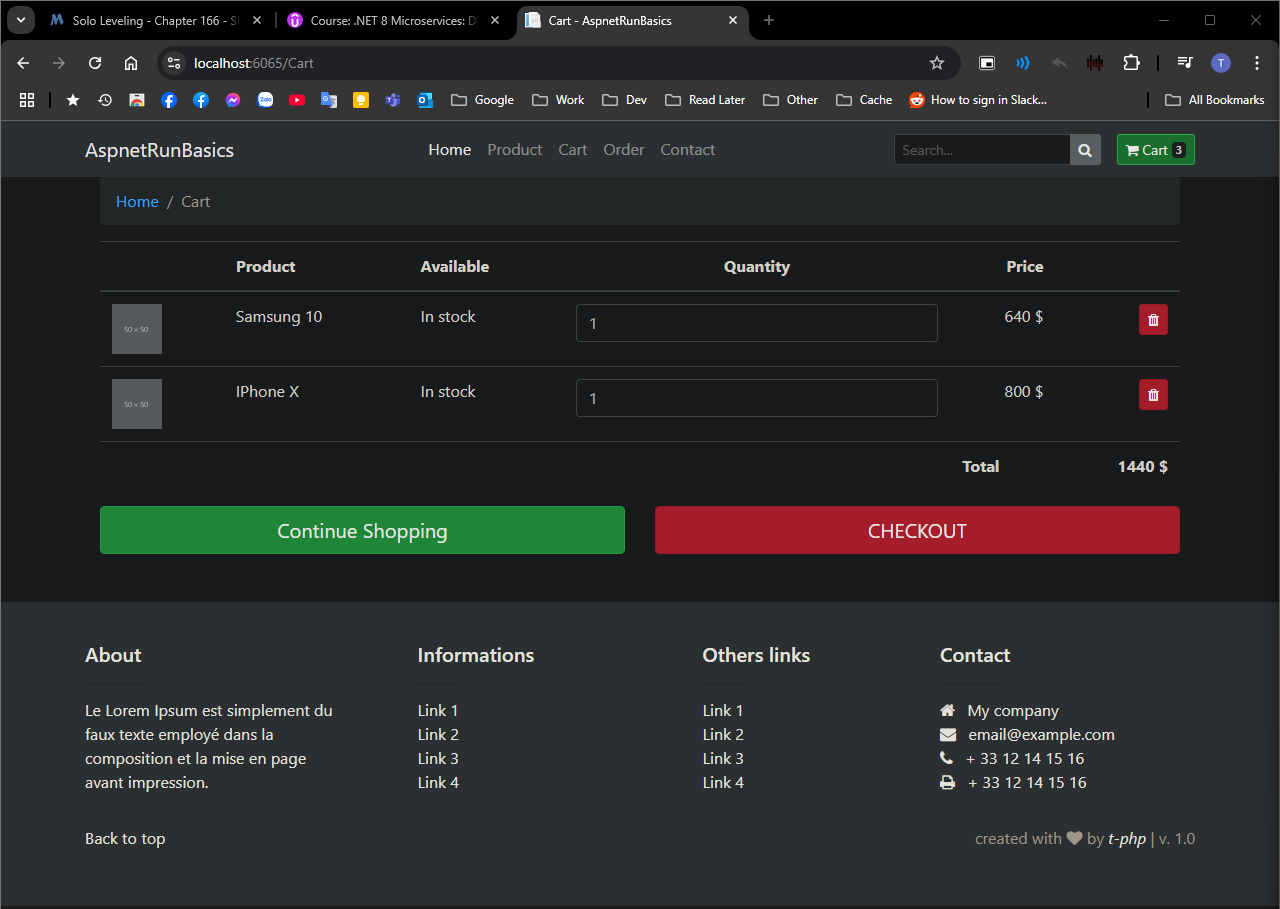 Solo Leveling - Chapter 166 - S
Course: .NET 8 Microservices: D
Cart - AspnetRunBasics
localhost:6065/Cart
T
Zalo
Google
Work
Dev
Read Later
Other
Cache
How to sign in Slack...
All Bookmarks
AspnetRunBasics
Home
Product
Cart
Order
Contact
Search...
Cart 3
Home / Cart
Product Available Quantity Price
50 × 50
Samsung 10 In stock 1 640 $
50 × 50
IPhone X In stock 1 800 $
Total 1440 $
Continue Shopping
CHECKOUT
About
Le Lorem Ipsum est simplement du
faux texte employé dans la
composition et la mise en page
avant impression.
Informations
Link 1
Link 2
Link 3
Link 4
Others links
Link 1
Link 2
Link 3
Link 4
Contact
My company
email@example.com
+ 33 12 14 15 16
+ 33 12 14 15 16
Back to top
created with ♥ by t-php | v. 1.0